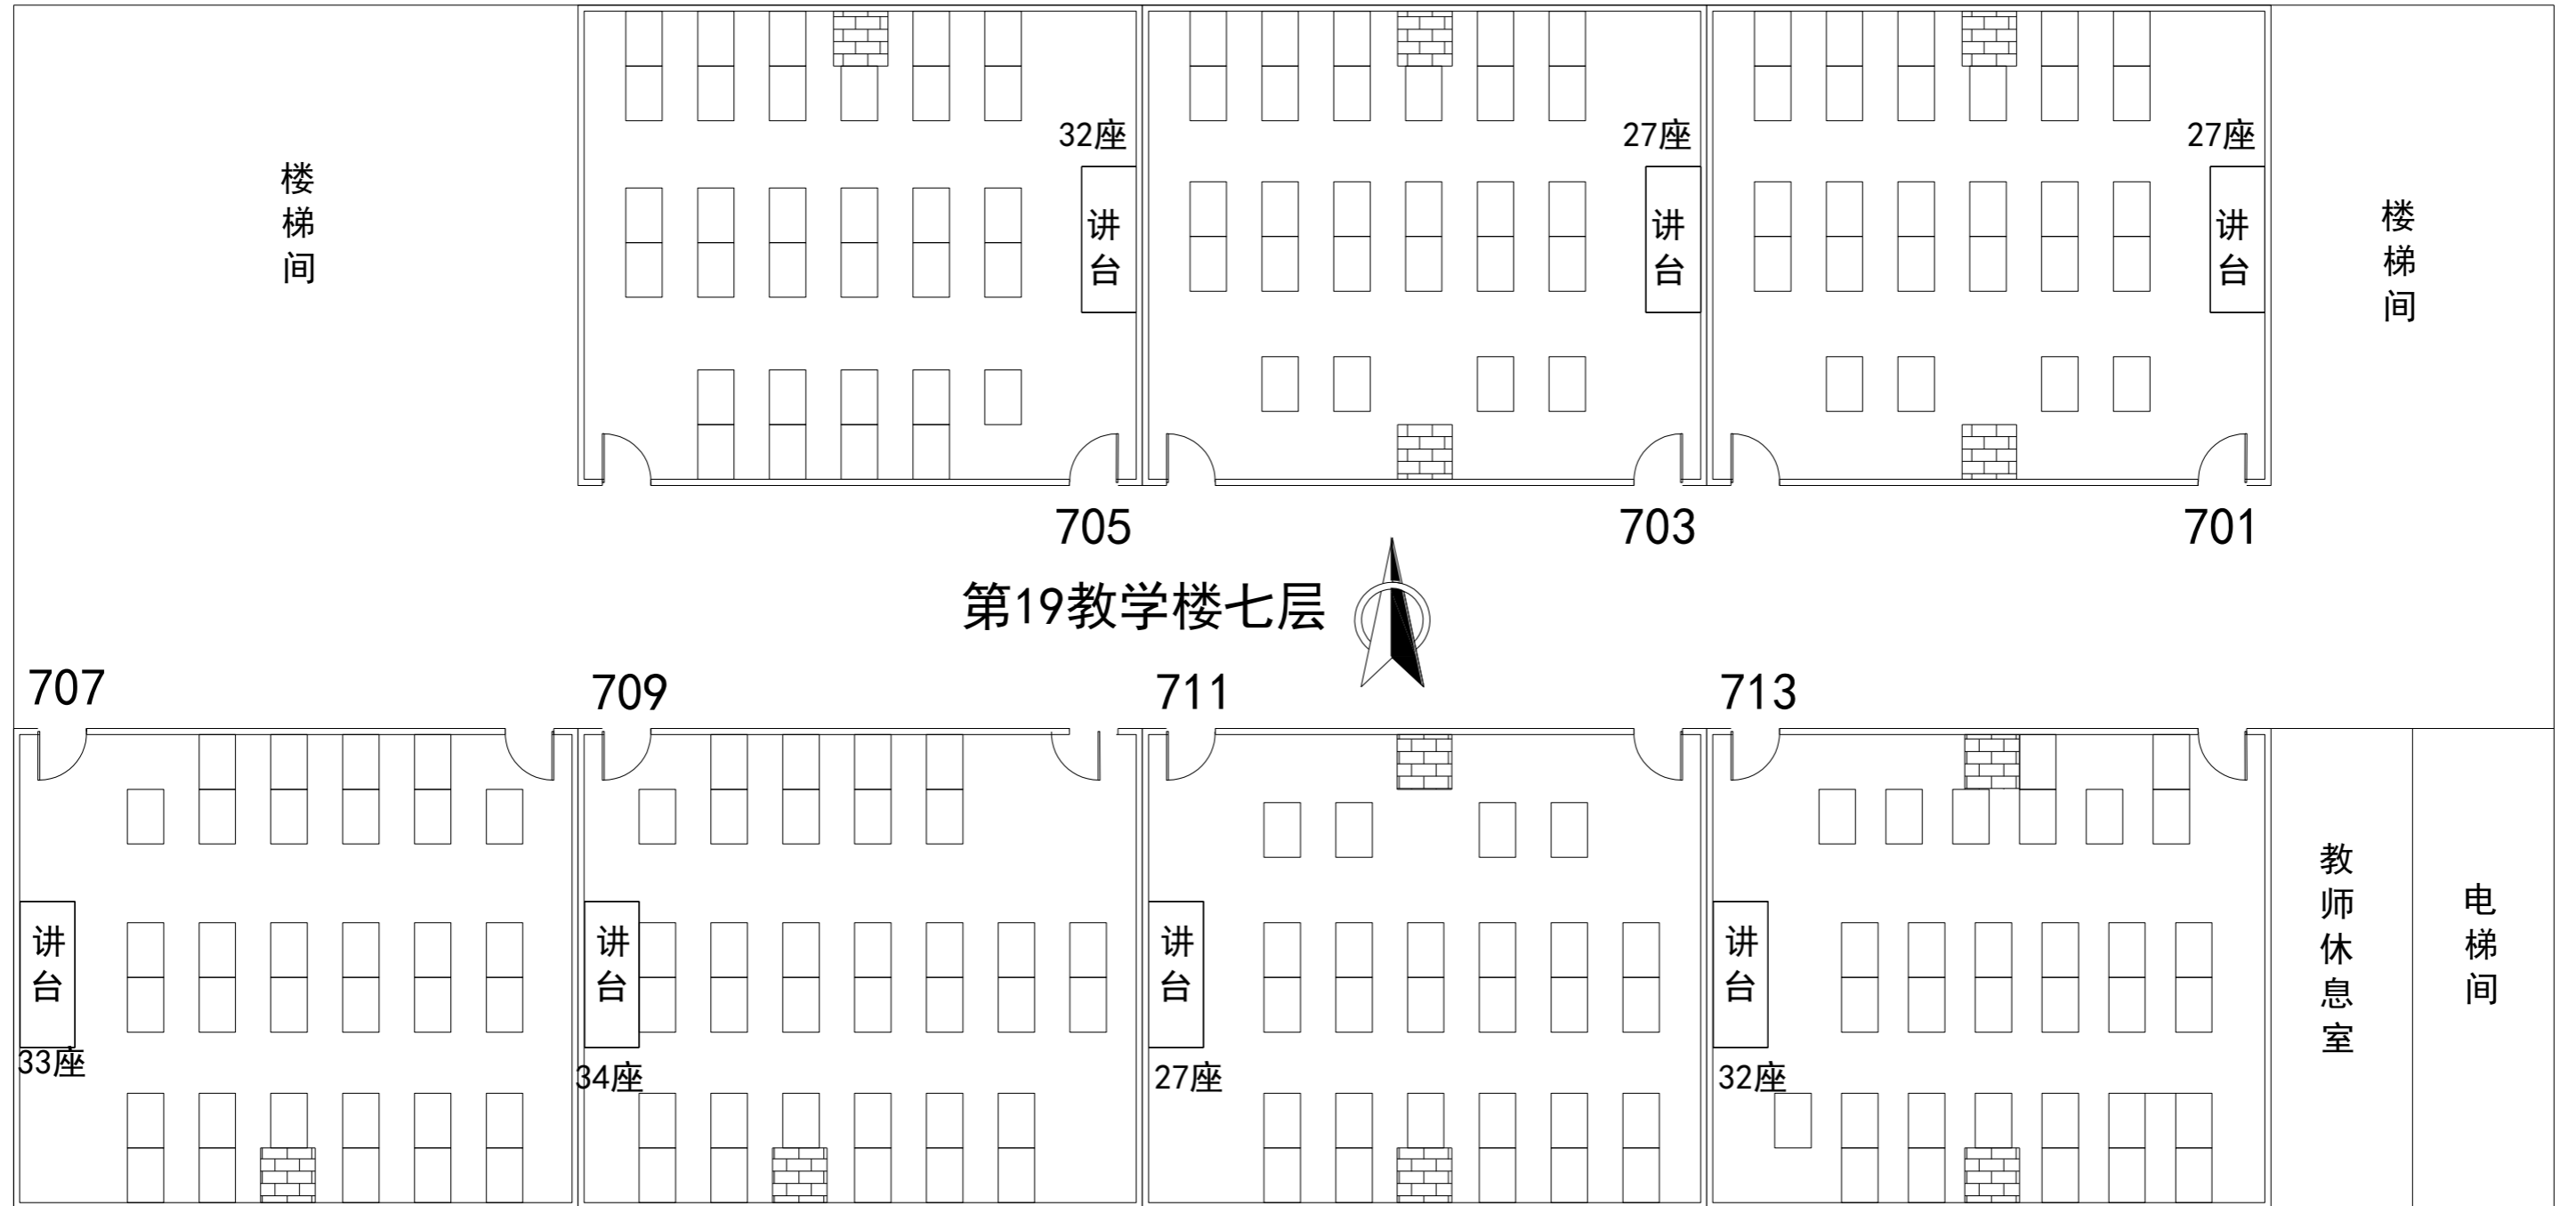 32座
27座
27座
楼梯间
讲台
讲台
讲台
楼梯间
705
703
701
第19教学楼七层
707
709
711
713
讲台
讲台
讲台
讲台
教师休息室
电梯间
33座
34座
27座
32座